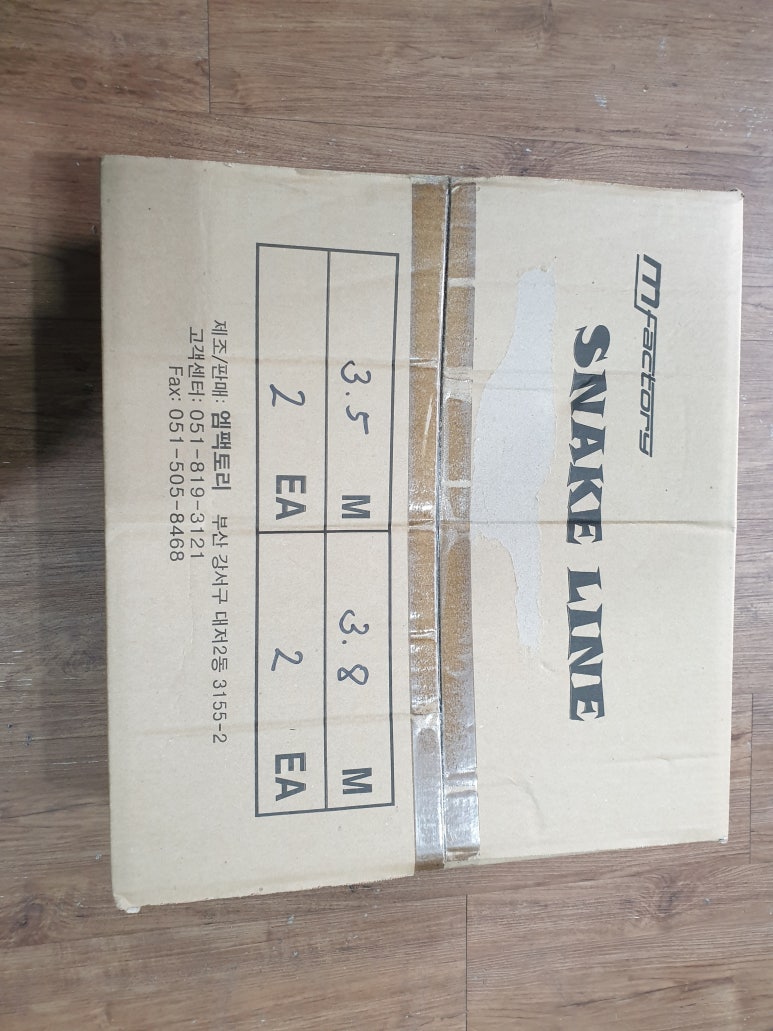 mfactory
SNAKE LINE
3.5 M 3.8 M
2 EA 2 EA
제조/판매: 엠팩토리 부산 강서구 대저2동 3155-2
고객센터: 051-819-3121
Fax: 051-505-8468